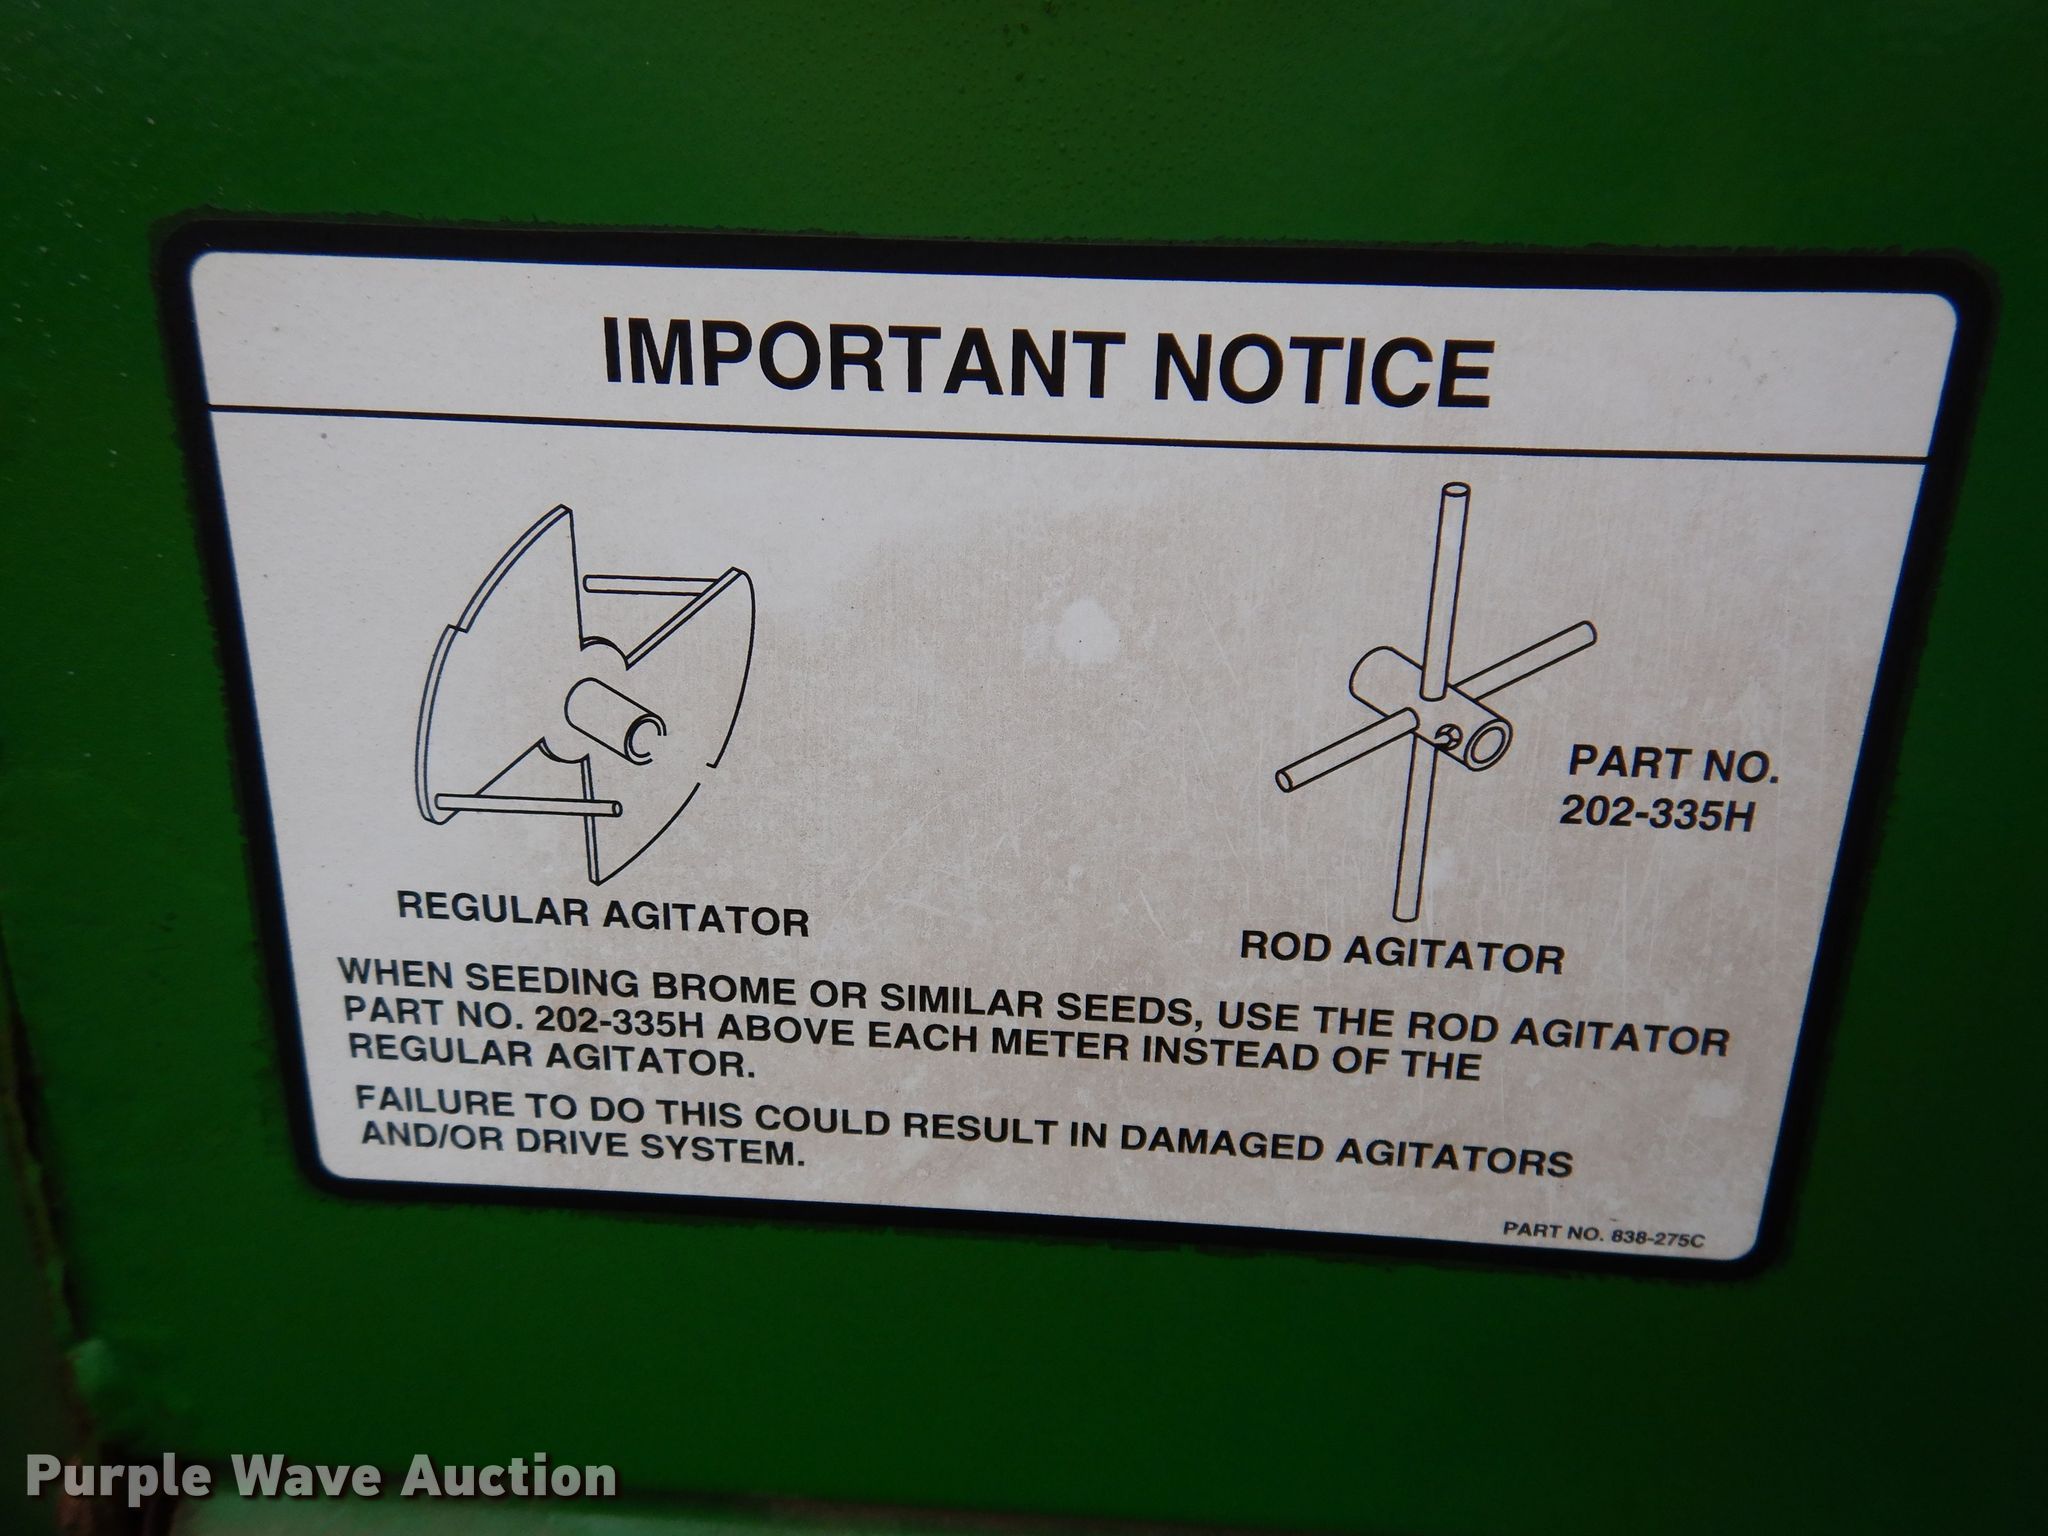 IMPORTANT NOTICE
PART NO.
202-335H
REGULAR AGITATOR
ROD AGITATOR
WHEN SEEDING BROME OR SIMILAR SEEDS, USE THE ROD AGITATOR
PART NO. 202-335H ABOVE EACH METER INSTEAD OF THE
REGULAR AGITATOR.
FAILURE TO DO THIS COULD RESULT IN DAMAGED AGITATORS
AND/OR DRIVE SYSTEM.
PART NO. 838-275C
Purple Wave Auction